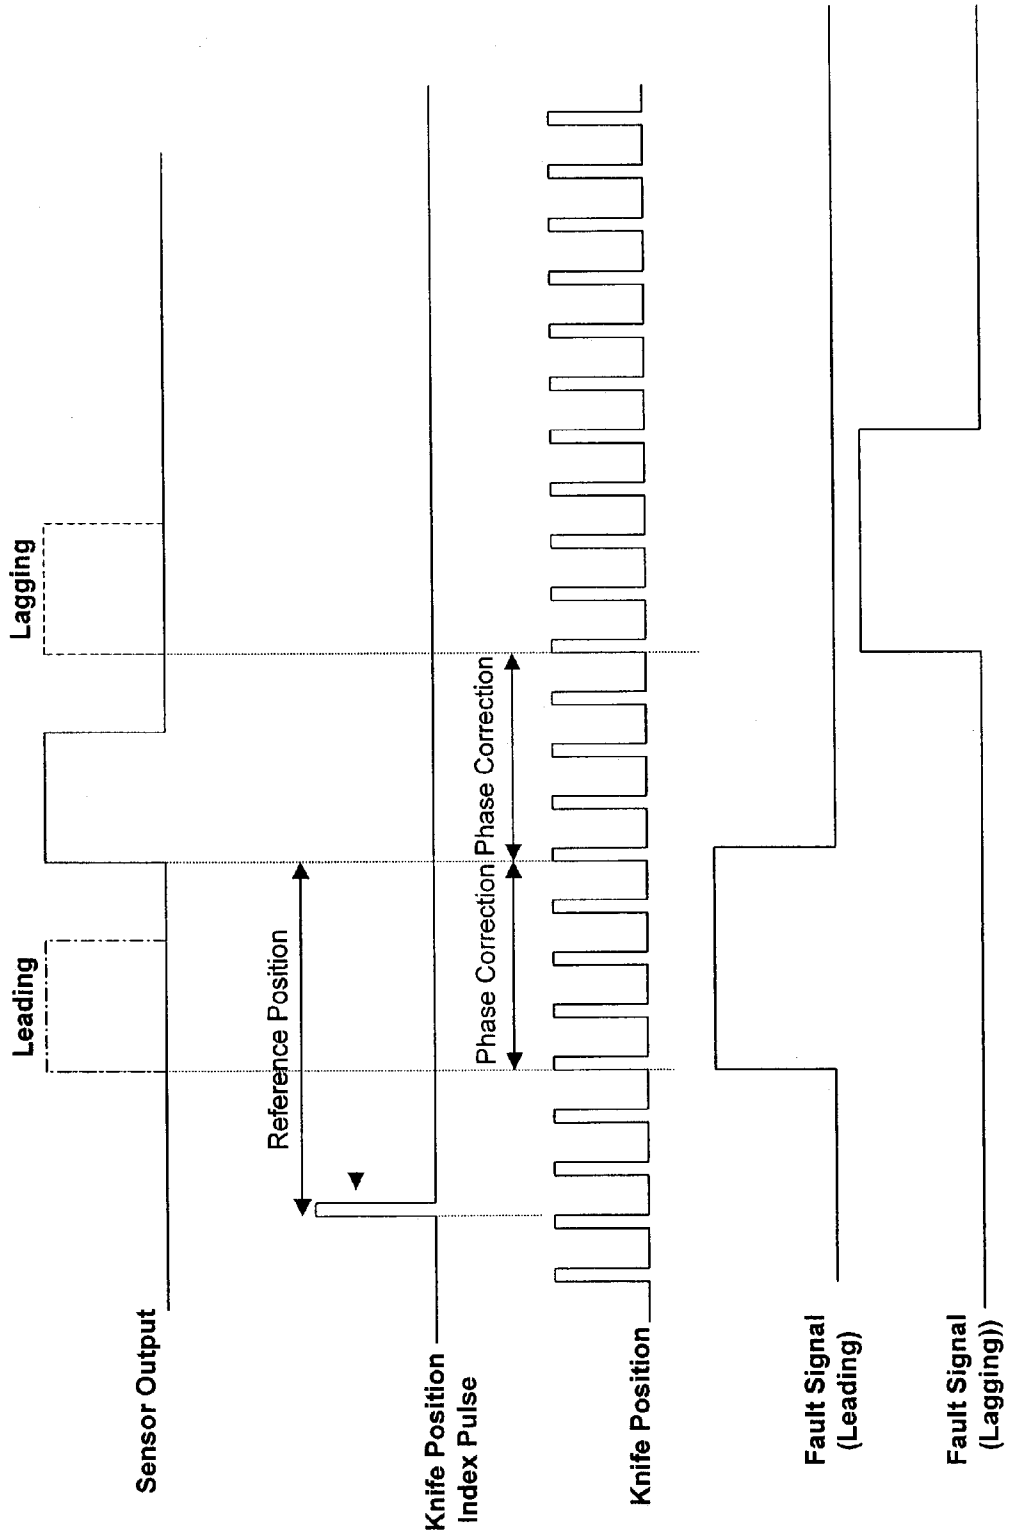 Leading
Lagging
Sensor Output
Reference Position
Knife Position
Index Pulse
Phase Correction
Phase Correction
Knife Position
Fault Signal
(Leading)
Fault Signal
(Lagging))